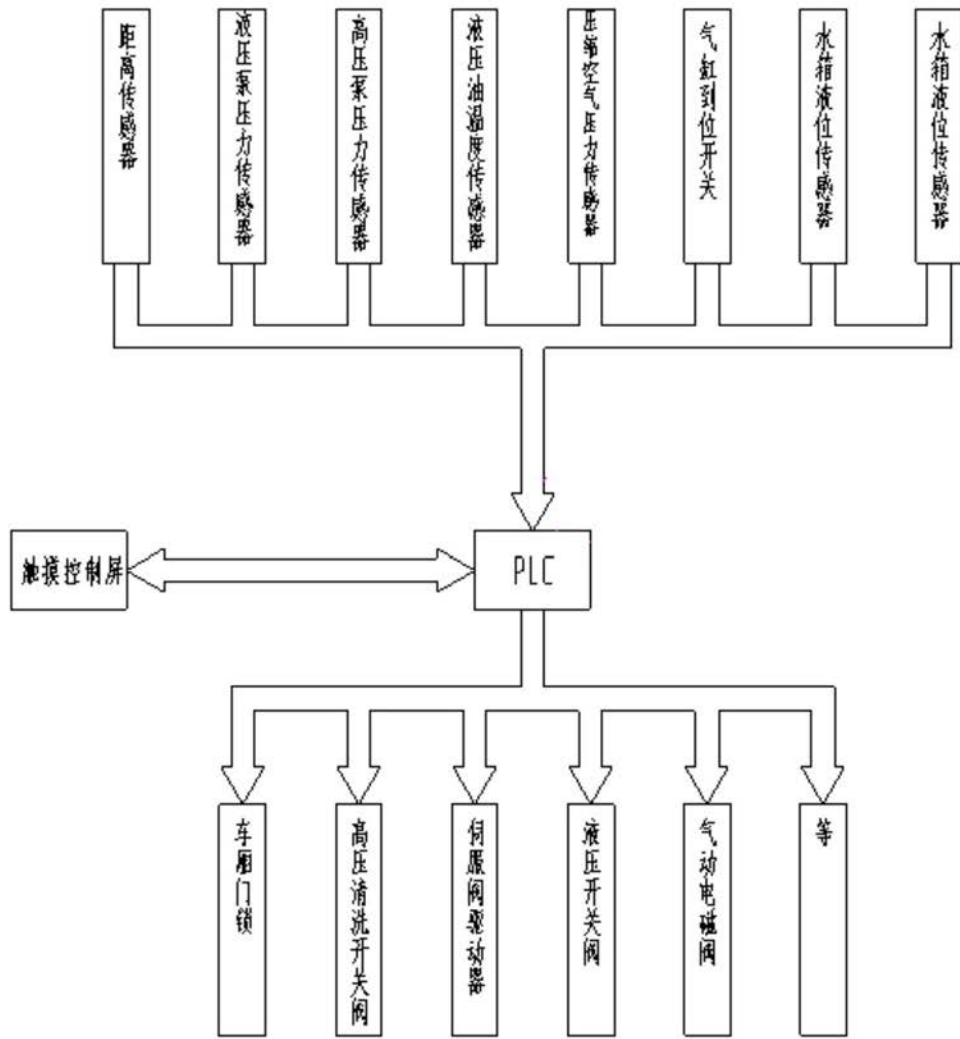 距离传感器
液压泵压力传感器
高压泵压力传感器
液压油温度传感器
压缩空气压力传感器
气缸到位开关
水箱液位传感器
水箱液位传感器
触摸控制屏
PLC
车厢门锁
高压清洗开关阀
伺服阀驱动器
液压开关阀
气动电磁阀
等